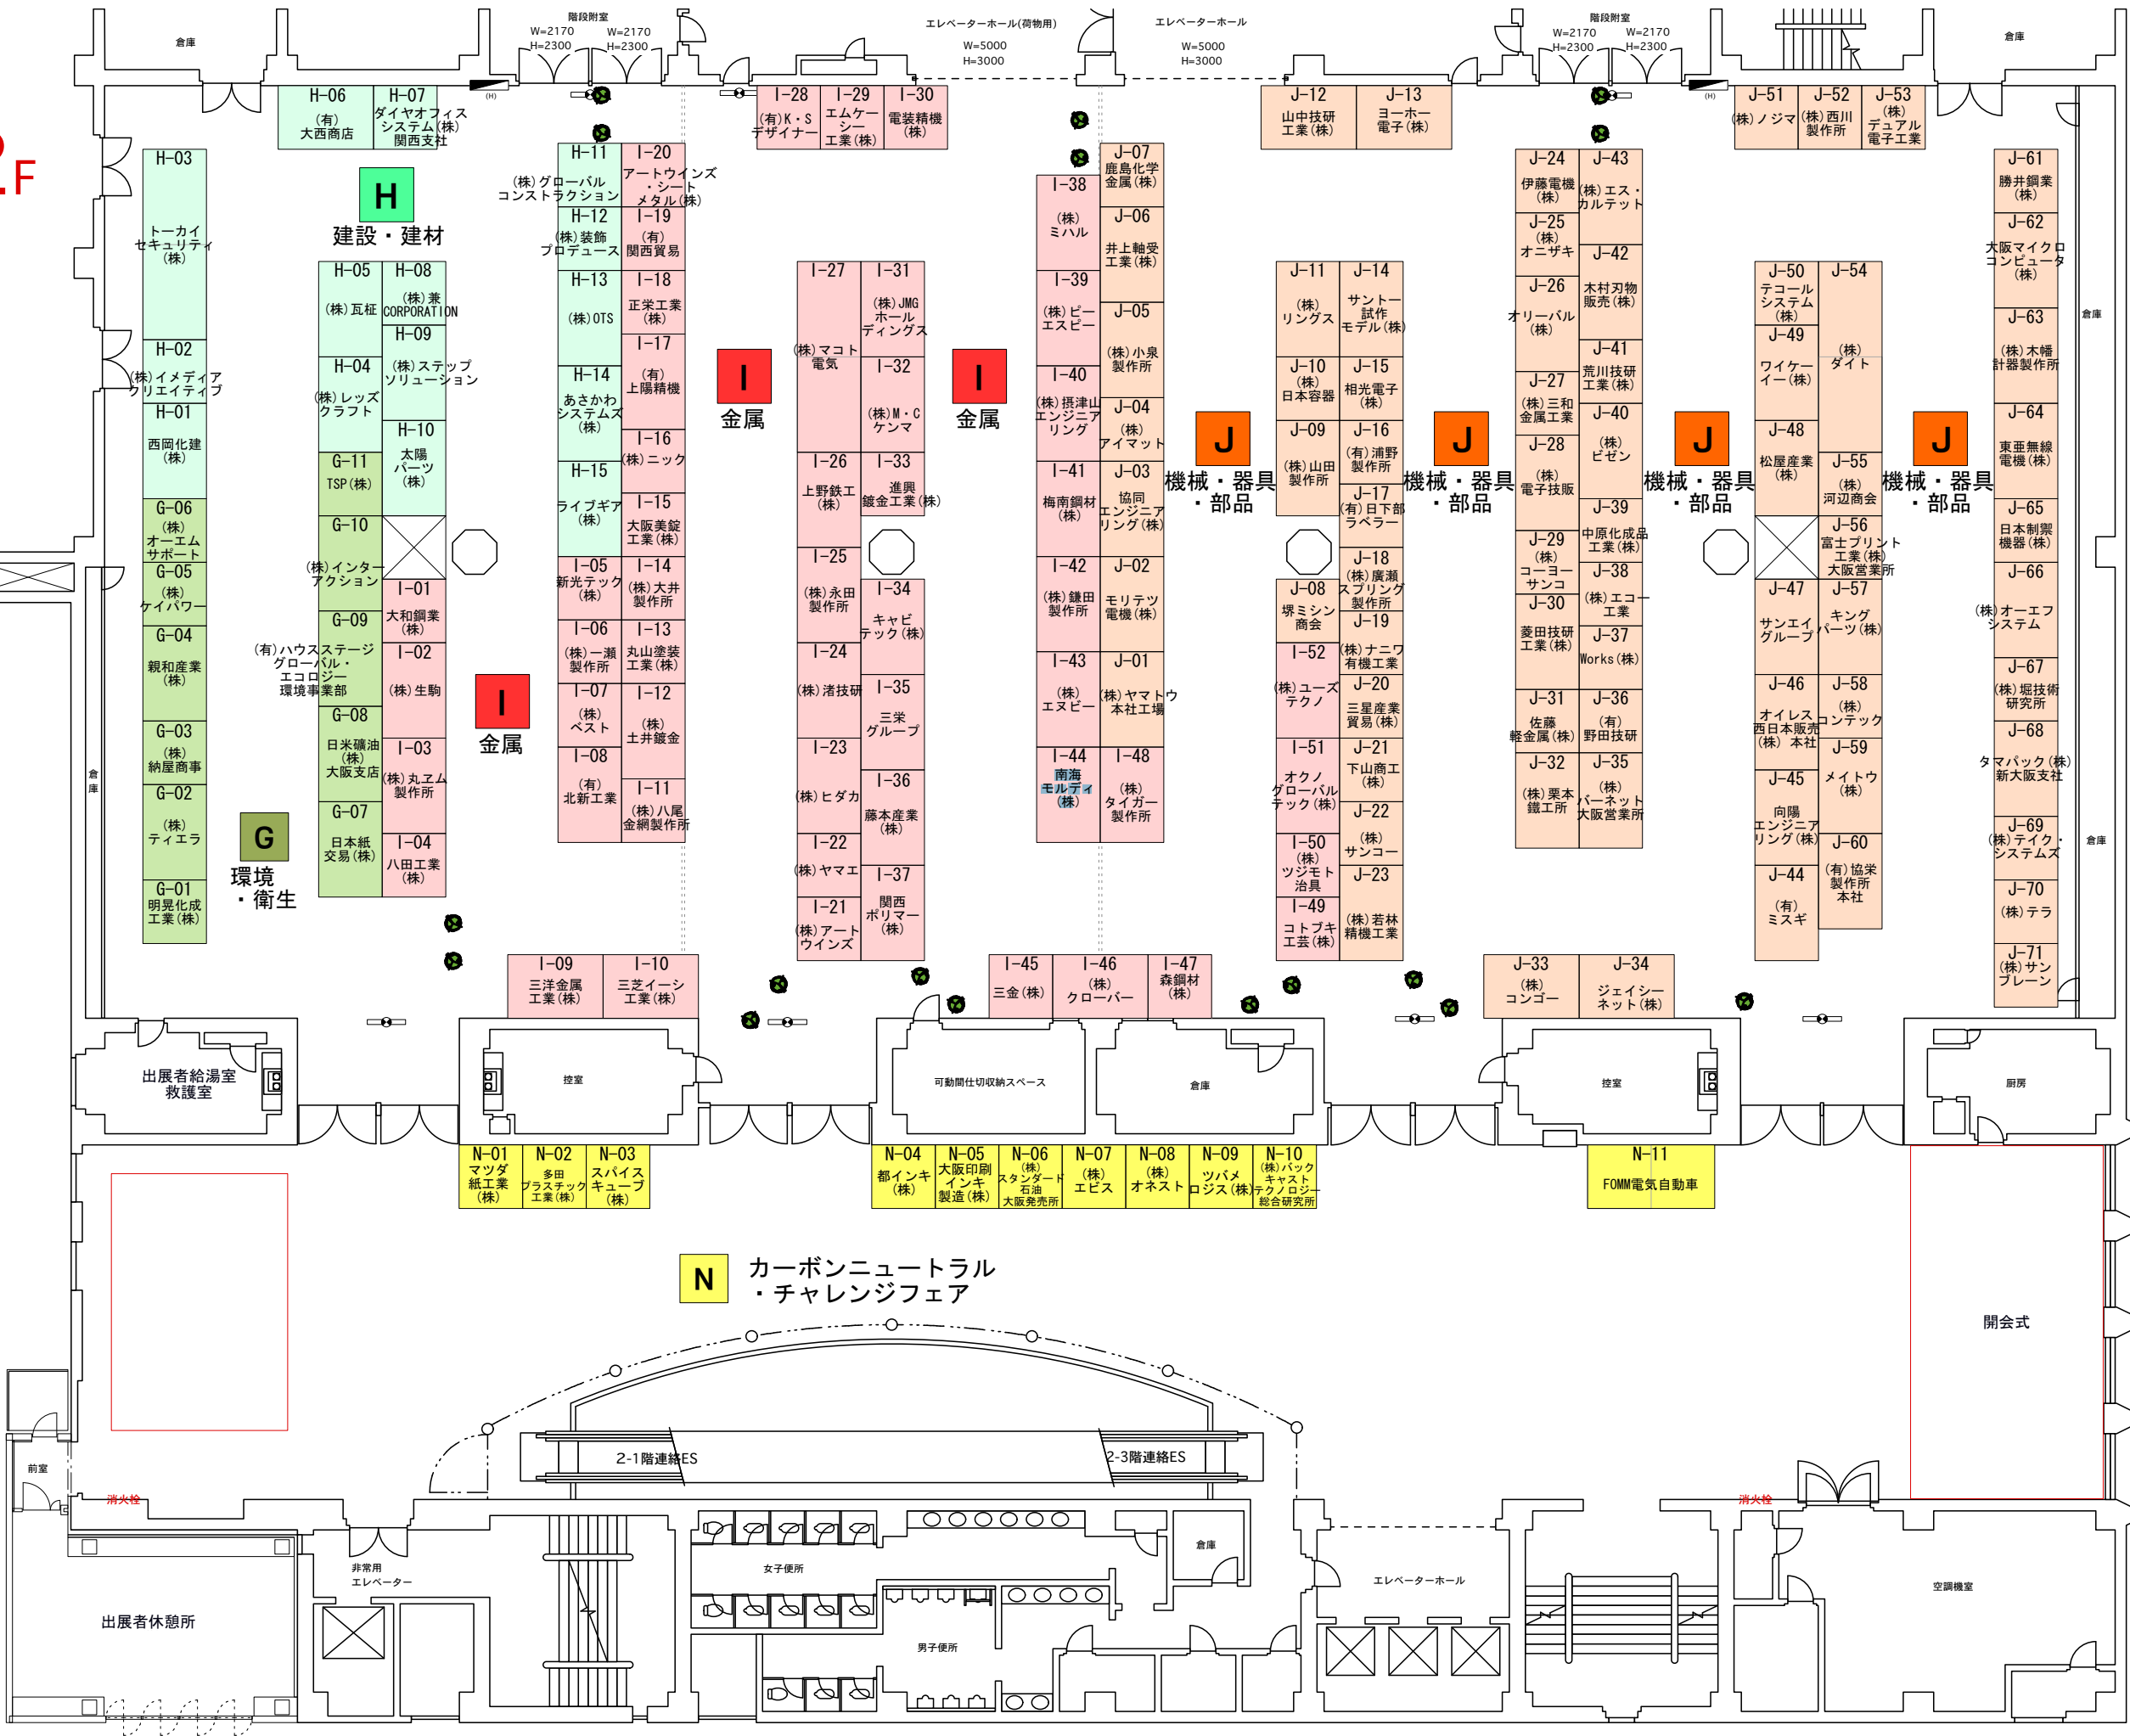 倉庫
階段附室
W=2170
H=2300
W=2170
H=2300
エレベーターホール(荷物用)
W=5000
H=3000
エレベーターホール
W=5000
H=3000
階段附室
W=2170
H=2300
W=2170
H=2300
倉庫
.F
(H)
(H)
H-06
(有)
大西商店
H-07
ダイヤオフィス
システム(株)
関西支社
I-28
(有)K・S
デザイナー
I-29
エムケー
シー
工業(株)
I-30
電装精機
(株)
J-12
山中技研
工業(株)
J-13
ヨーホー
電子(株)
J-51
(株)ノジマ
J-52
(株)西川
製作所
J-53
(株)
デュアル
電子工業
H-03
トーカイ
セキュリティ
(株)
H-02
(株)イメディア
クリエイティブ
H-01
西岡化建
(株)
G-06
(株)
オーエム
サポート
G-05
(株)
ケイパワー
G-04
親和産業
(株)
G-03
(株)
納屋商事
G-02
(株)
ティエラ
G-01
明晃化成
工業(株)
H
建設・建材
H-05
(株)瓦柾
H-04
(株)レッズ
クラフト
G-11
TSP(株)
G-10
(株)インター
アクション
G-09
(有)ハウスステージ
グローバル・
エコロジー
環境事業部
G-08
日米礦油
(株)
大阪支店
G-07
日本紙
交易(株)
H-08
(株)兼
CORPORATION
H-09
(株)ステップ
ソリューション
H-10
太陽
パーツ
(株)
I-01
大和鋼業
(株)
I-02
(株)生駒
I-03
(株)丸ヱム
製作所
I-04
八田工業
(株)
G
環境
・衛生
I
金属
H-11
(株)グローバル
コンストラクション
H-12
(株)装飾
プロデュース
H-13
(株)OTS
H-14
あさかわ
システムズ
(株)
H-15
ライブギア
(株)
I-05
新光テック
(株)
I-06
(株)一瀬
製作所
I-07
(株)
ベスト
I-08
(有)
北新工業
I-20
アートウインズ
・シート
メタル(株)
I-19
(有)
関西貿易
I-18
正栄工業
(株)
I-17
(有)
上陽精機
I-16
(株)ニック
I-15
大阪美錠
工業(株)
I-14
(株)大井
製作所
I-13
丸山塗装
工業(株)
I-12
(株)
土井鍍金
I-11
(株)八尾
金網製作所
I-09
三洋金属
工業(株)
I-10
三芝イーシ
工業(株)
I
金属
I-27
(株)マコト
電気
I-26
上野鉄工
(株)
I-25
(株)永田
製作所
I-24
(株)渚技研
I-23
(株)ヒダカ
I-22
(株)ヤマエ
I-21
(株)アート
ウインズ
I-31
(株)JMG
ホール
ディングス
I-32
(株)M・C
ケンマ
I-33
進興
鍍金工業(株)
I-34
キャビ
テック(株)
I-35
三栄
グループ
I-36
藤本産業
(株)
I-37
関西
ポリマー
(株)
I
金属
I-38
(株)
ミハル
I-39
(株)ピー
エスピー
I-40
(株)摂津山
エンジニア
リング
I-41
梅南鋼材
(株)
I-42
(株)鎌田
製作所
I-43
(株)
エヌビー
I-44
南海
モルディ
(株)
J-07
鹿島化学
金属(株)
J-06
井上軸受
工業(株)
J-05
(株)小泉
製作所
J-04
(株)
アイマット
J-03
協同
エンジニア
リング(株)
J-02
モリテツ
電機(株)
J-01
(株)ヤマトウ
本社工場
I-48
(株)
タイガー
製作所
I-45
三金(株)
I-46
(株)
クローバー
I-47
森鋼材
(株)
J
機械・器具
・部品
J-11
(株)
リングス
J-10
(株)
日本容器
J-09
(株)山田
製作所
J-08
堺ミシン
商会
I-52
(株)ユーズ
テクノ
I-51
オクノ
グローバル
テック(株)
I-50
(株)
ツジモト
治具
I-49
コトブキ
工芸(株)
J-14
サントー
試作
モデル(株)
J-15
相光電子
(株)
J-16
(有)浦野
製作所
J-17
(有)日下部
ラベラー
J-18
(株)廣瀬
スプリング
製作所
J-19
(株)ナニワ
有機工業
J-20
三星産業
貿易(株)
J-21
下山商工
(株)
J-22
(株)
サンコー
J-23
(株)若林
精機工業
J
機械・器具
・部品
J-24
伊藤電機
(株)
J-25
(株)
オニザキ
J-26
オリーバル
(株)
J-27
(株)三和
金属工業
J-28
(株)
電子技販
J-29
(株)
コーヨー
サンコ
J-30
菱田技研
工業(株)
J-31
佐藤
軽金属(株)
J-32
(株)栗本
鐵工所
J-43
(株)エス・
カルテット
J-42
木村刃物
販売(株)
J-41
荒川技研
工業(株)
J-40
(株)
ビゼン
J-39
中原化成品
工業(株)
J-38
(株)エコー
工業
J-37
Works(株)
J-36
(有)
野田技研
J-35
(株)
バーネット
大阪営業所
J-33
(株)
コンゴー
J-34
ジェイシー
ネット(株)
J
機械・器具
・部品
J-50
テコール
システム
(株)
J-49
ワイケー
イー(株)
J-48
松屋産業
(株)
J-47
サンエイ
グループ
J-46
オイレス
西日本販売
(株) 本社
J-45
向陽
エンジニア
リング(株)
J-44
(有)
ミスギ
J-54
(株)
ダイト
J-55
(株)
河辺商会
J-56
富士プリント
工業(株)
大阪営業所
J-57
キング
パーツ(株)
J-58
(株)
コンテック
J-59
メイトウ
(株)
J-60
(有)協栄
製作所
本社
J
機械・器具
・部品
J-61
勝井鋼業
(株)
J-62
大阪マイクロ
コンピュータ
(株)
J-63
(株)木幡
計器製作所
J-64
東亜無線
電機(株)
J-65
日本制禦
機器(株)
J-66
(株)オーエフ
システム
J-67
(株)堀技術
研究所
J-68
タマパック(株)
新大阪支社
J-69
(株)テイク・
システムズ
J-70
(株)テラ
J-71
(株)サン
ブレーン
倉庫
倉庫
倉庫
出展者給湯室
救護室
控室
可動間仕切収納スペース
倉庫
控室
厨房
N-01
マツダ
紙工業
(株)
N-02
多田
プラスチック
工業(株)
N-03
スパイス
キューブ
(株)
N-04
都インキ
(株)
N-05
大阪印刷
インキ
製造(株)
N-06
(株)
スタンダード
石油
大阪発売所
N-07
(株)
エビス
N-08
(株)
オネスト
N-09
ツバメ
ロジス(株)
N-10
(株)バック
キャスト
テクノロジー
総合研究所
N-11
FOMM電気自動車
N
カーボンニュートラル
・チャレンジフェア
開会式
2-1階連絡ES
2-3階連絡ES
前室
消火栓
消火栓
非常用
エレベーター
女子便所
倉庫
エレベーターホール
空調機室
出展者休憩所
男子便所